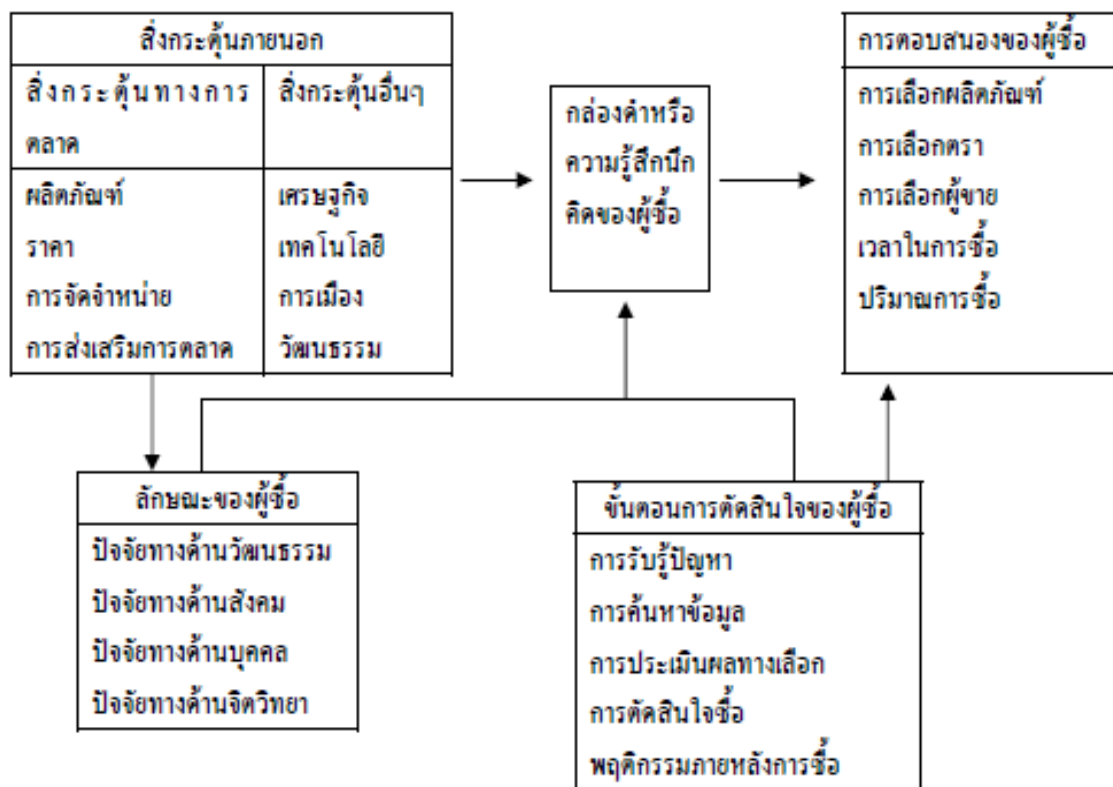 สิ่งกระตุ้นภายนอก
สิ่งกระตุ้นทางการ
ตลาด
สิ่งกระตุ้นอื่นๆ
ผลิตภัณฑ์
ราคา
การจัดจำหน่าย
การส่งเสริมการตลาด
เศรษฐกิจ
เทคโนโลยี
การเมือง
วัฒนธรรม
กล่องดำหรือ
ความรู้สึกนึก
คิดของผู้ซื้อ
การตอบสนองของผู้ซื้อ
การเลือกผลิตภัณฑ์
การเลือกตรา
การเลือกผู้ขาย
เวลาในการซื้อ
ปริมาณการซื้อ
ลักษณะของผู้ซื้อ
ปัจจัยทางด้านวัฒนธรรม
ปัจจัยทางด้านสังคม
ปัจจัยทางด้านบุคคล
ปัจจัยทางด้านจิตวิทยา
ขั้นตอนการตัดสินใจของผู้ซื้อ
การรับรู้ปัญหา
การค้นหาข้อมูล
การประเมินผลทางเลือก
การตัดสินใจซื้อ
พฤติกรรมภายหลังการซื้อ